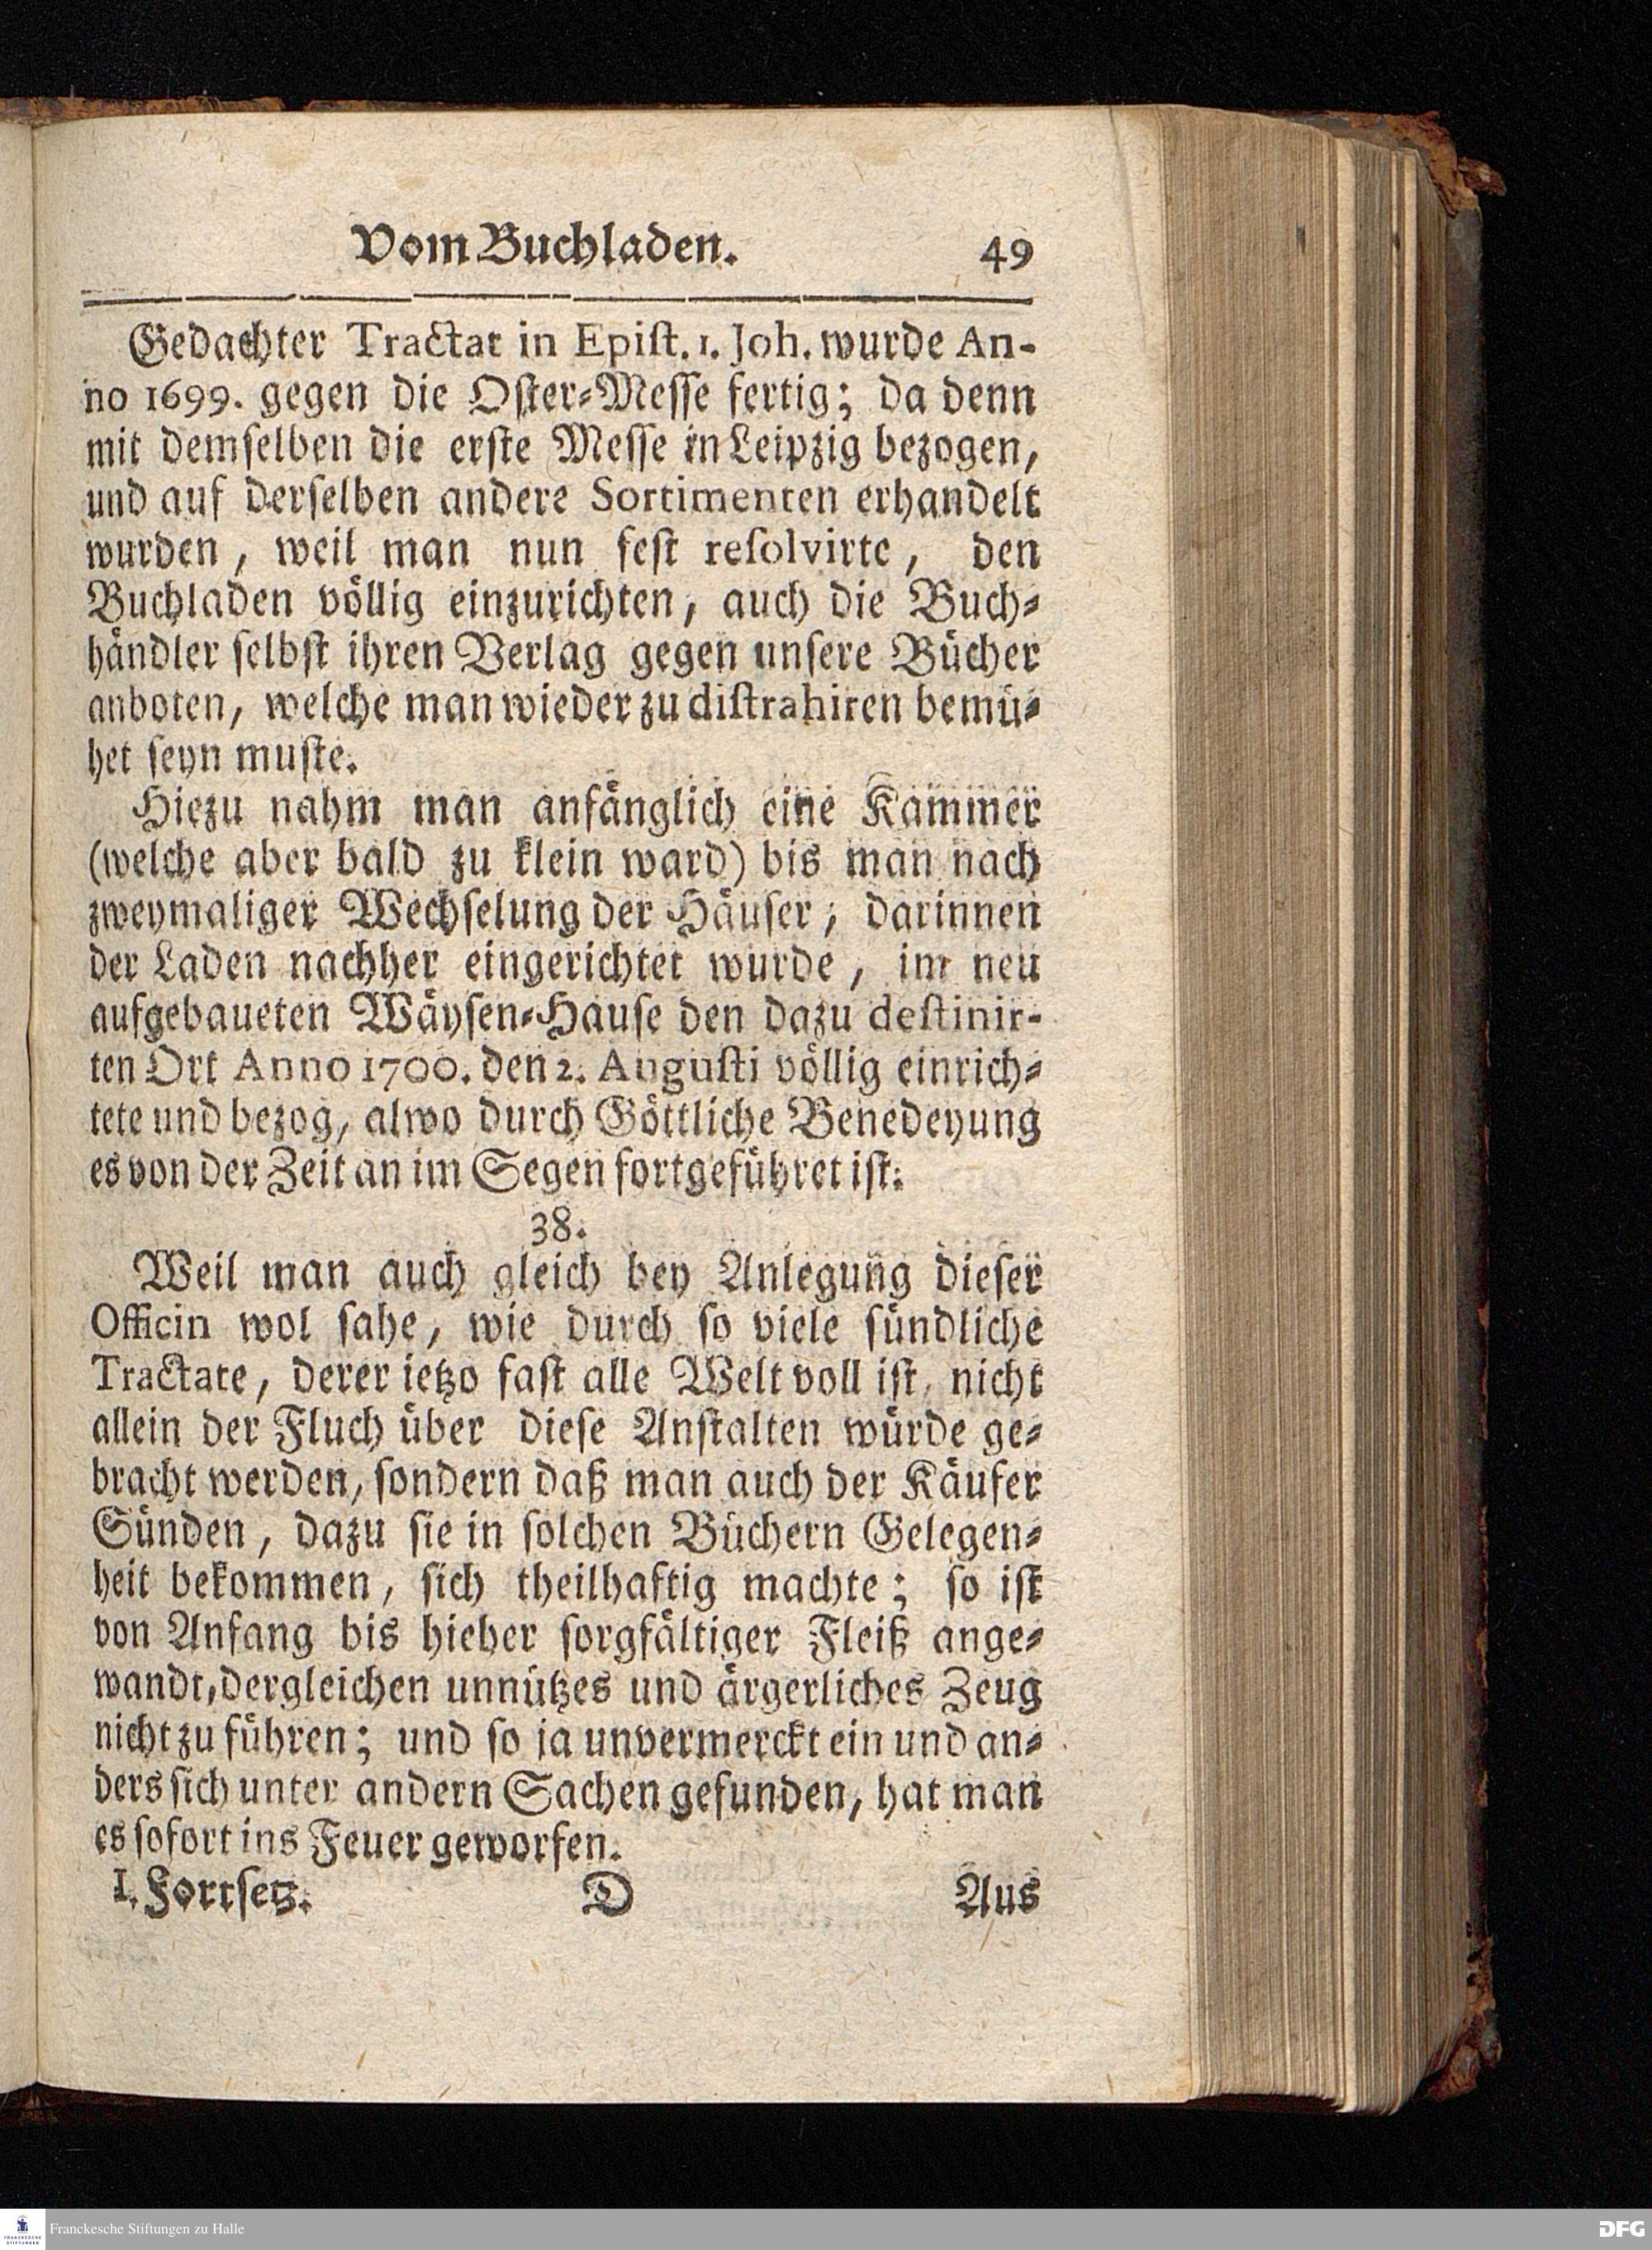 Vom Buchladen. 49
Gedachter Tractat in Epiſt. 1. Joh. wurde An-
no 1699. gegen die Oſter-Meſſe fertig; da denn
mit demſelben die erſte Meſſe in Leipzig bezogen,
und auf derſelben andere Sortimenten erhandelt
wurden, weil man nun feſt reſolvirte, den
Buchladen völlig einzurichten, auch die Buch-
händler ſelbſt ihren Verlag gegen unſere Bücher
anboten, welche man wieder zu diſtrahiren bemü-
het ſeyn muſte.
Hiezu nahm man anfänglich eine Kammer
(welche aber bald zu klein ward) bis man nach
zweymaliger Wechſelung der Häuſer, darinnen
der Laden nachher eingerichtet wurde, im neu
aufgebaueten Wäyſen-Hauſe den dazu deſtinir-
ten Ort Anno 1700. den 2. Auguſti völlig einrich-
tete und bezog, alwo durch Göttliche Benedeyung
es von der Zeit an im Segen fortgeführet iſt.
38.
Weil man auch gleich bey Anlegung dieſer
Officin wol ſahe, wie durch ſo viele ſündliche
Tractate, derer ietzo faſt alle Welt voll iſt, nicht
allein der Fluch über dieſe Anſtalten würde ge-
bracht werden, ſondern daß man auch der Käufer
Sünden, dazu ſie in ſolchen Büchern Gelegen-
heit bekommen, ſich theilhaftig machte; ſo iſt
von Anfang bis hieher ſorgfältiger Fleiß ange-
wandt, dergleichen unnützes und ärgerliches Zeug
nicht zu führen; und ſo ja unvermerckt ein und an-
ders ſich unter andern Sachen gefunden, hat man
es ſofort ins Feuer geworfen.
I. Fortſetz. D Aus
FRANCKESCHE
STIFTUNGEN
Franckesche Stiftungen zu Halle
DFG